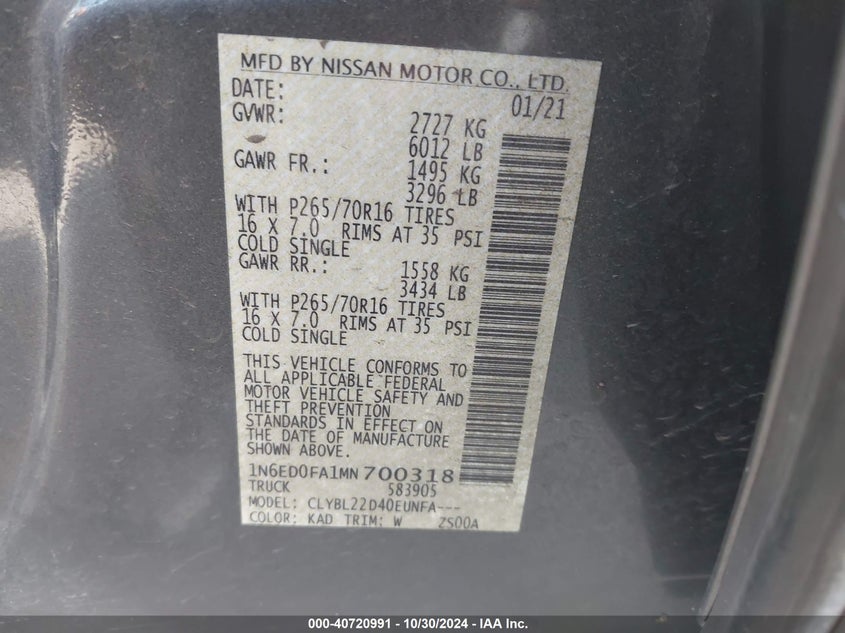 MFD BY NISSAN MOTOR CO., LTD.
DATE: 01/21
GVWR: 2727 KG
6012 LB
GAWR FR.: 1495 KG
3296 LB
WITH P265/70R16 TIRES
16 X 7.0 RIMS AT 35 PSI
COLD SINGLE
GAWR RR.: 1558 KG
3434 LB
WITH P265/70R16 TIRES
16 X 7.0 RIMS AT 35 PSI
COLD SINGLE
THIS VEHICLE CONFORMS TO
ALL APPLICABLE FEDERAL
MOTOR VEHICLE SAFETY AND
THEFT PREVENTION
STANDARDS IN EFFECT ON
THE DATE OF MANUFACTURE
SHOWN ABOVE.
1N6ED0FA1MN700318
TRUCK 583905
MODEL: CLYBL22D40EUNFA---
COLOR: KAD TRIM: W ZS00A
000-40720991 - 10/30/2024 - IAA Inc.